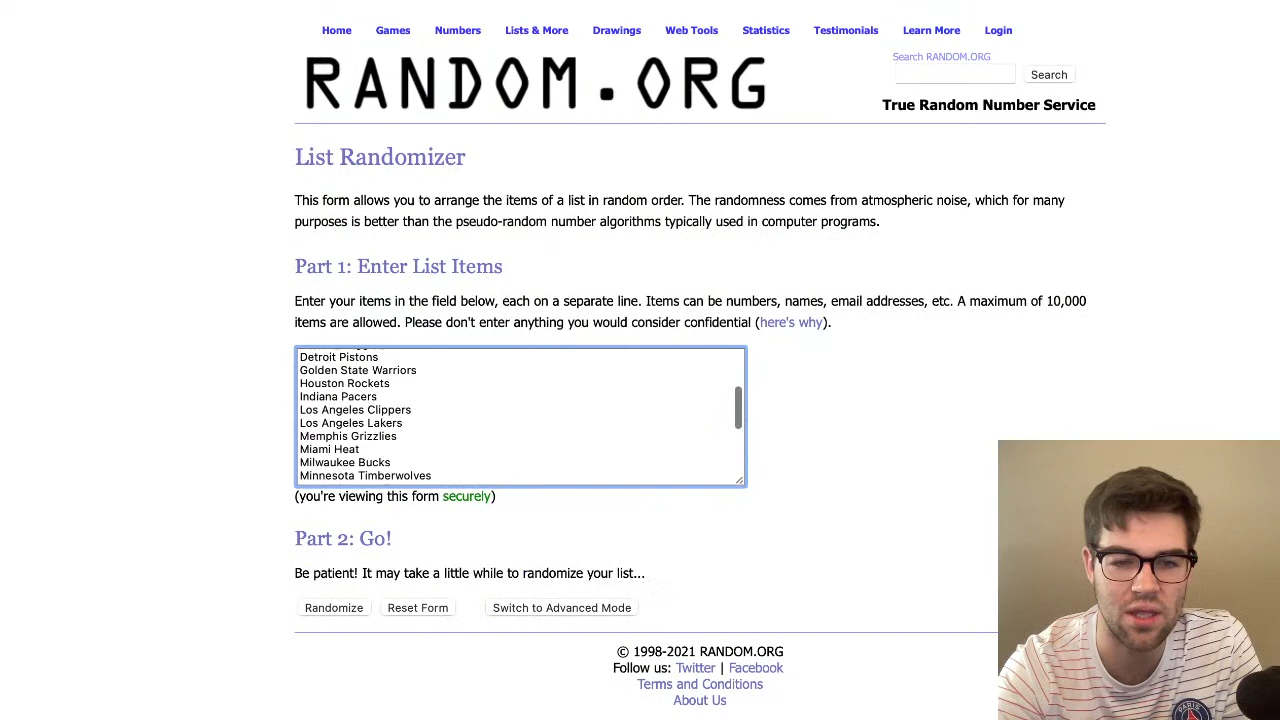 Home Games Numbers Lists & More Drawings Web Tools Statistics Testimonials Learn More Login
RANDOM.ORG
Search RANDOM.ORG
Search
True Random Number Service
List Randomizer
This form allows you to arrange the items of a list in random order. The randomness comes from atmospheric noise, which for many
purposes is better than the pseudo-random number algorithms typically used in computer programs.
Part 1: Enter List Items
Enter your items in the field below, each on a separate line. Items can be numbers, names, email addresses, etc. A maximum of 10,000
items are allowed. Please don't enter anything you would consider confidential (here's why).
Detroit Pistons
Golden State Warriors
Houston Rockets
Indiana Pacers
Los Angeles Clippers
Los Angeles Lakers
Memphis Grizzlies
Miami Heat
Milwaukee Bucks
Minnesota Timberwolves
(you're viewing this form securely)
Part 2: Go!
Be patient! It may take a little while to randomize your list...
Randomize Reset Form Switch to Advanced Mode
© 1998-2021 RANDOM.ORG
Follow us: Twitter | Facebook
Terms and Conditions
About Us
PARIS